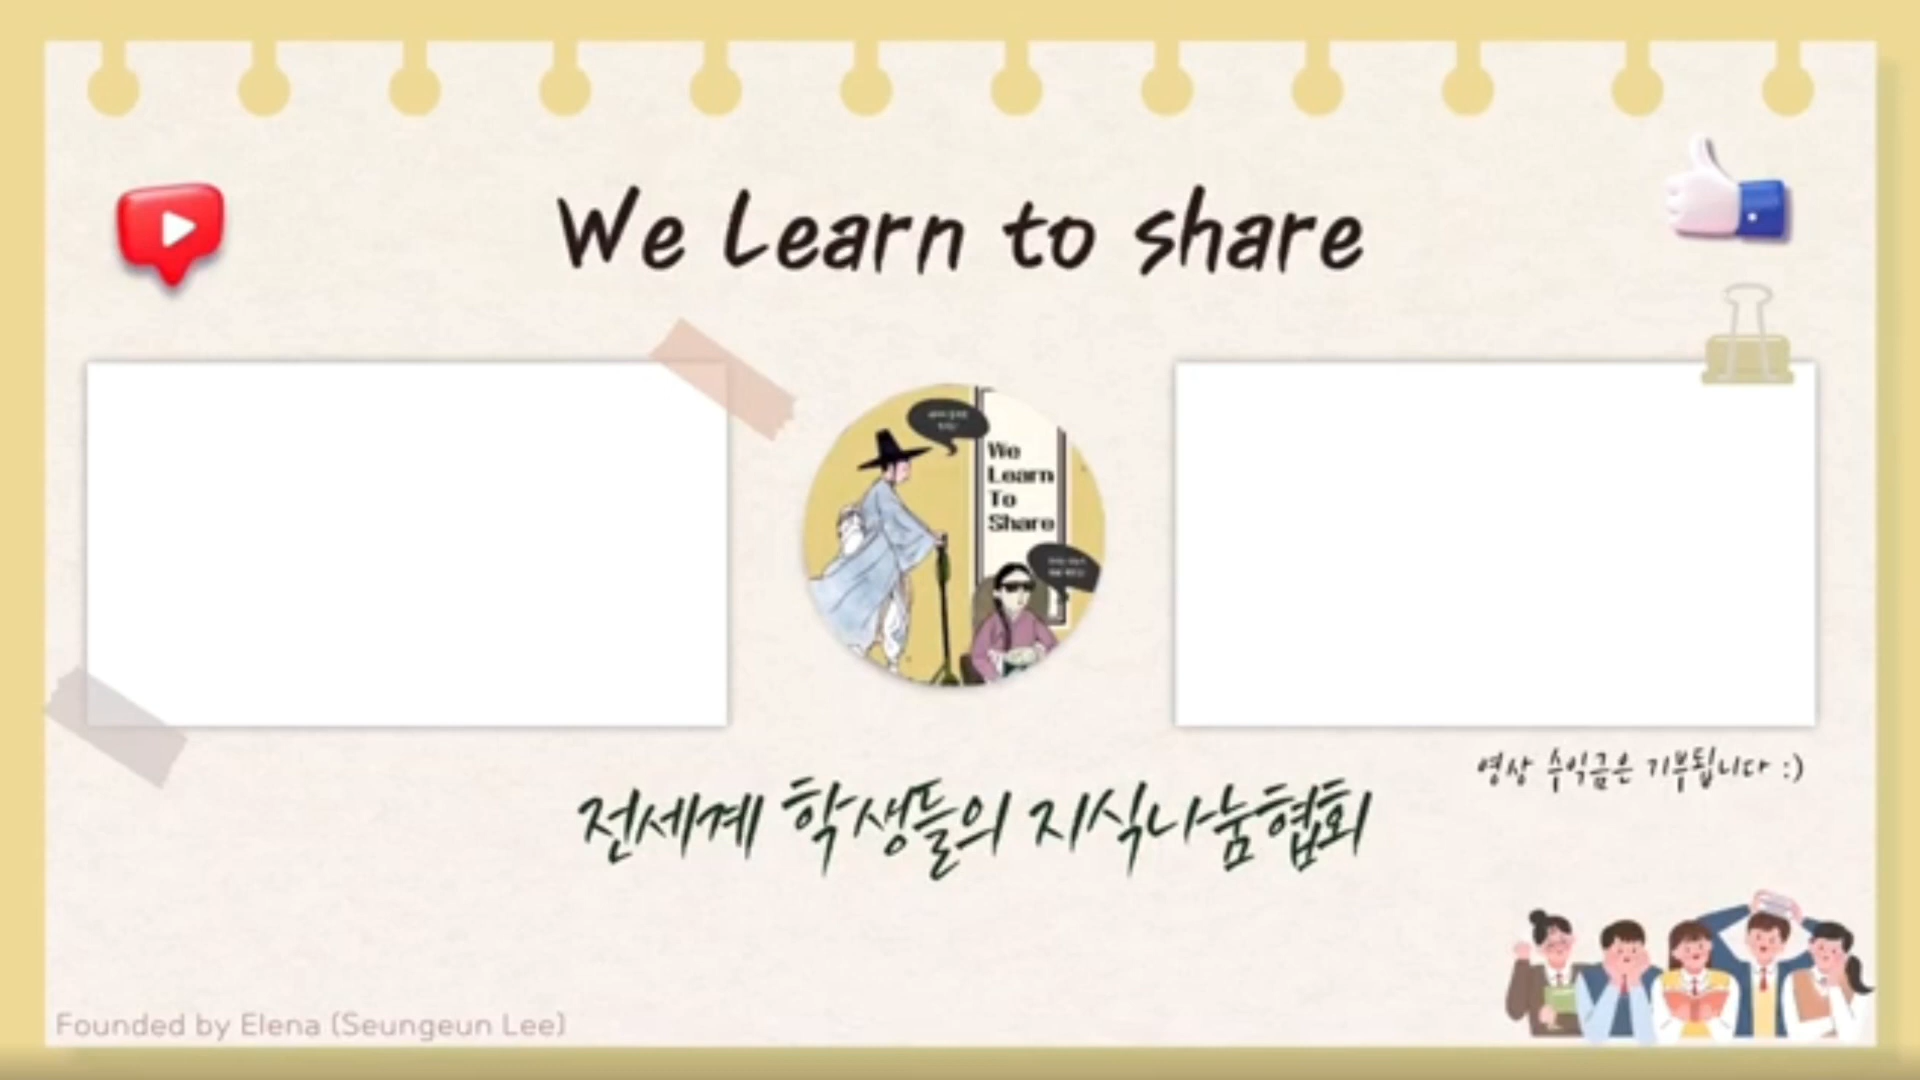 We Learn to share
We
Learn
To
Share
영상 수익금은 기부됩니다 :)
전세계 학생들의 지식나눔협회
Founded by Elena (Seungeun Lee)